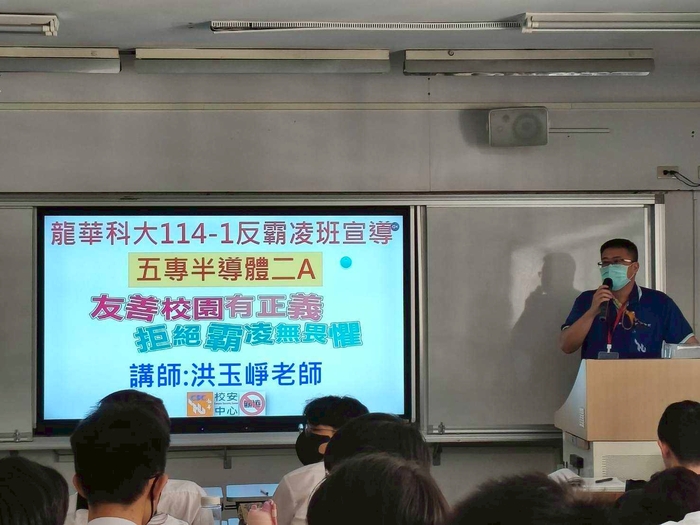 龍華科大114-1反霸凌班宣導
五專半導體二A
友善校園有正義
拒絕霸凌無畏懼
講師:洪玉崢老師
校安
中心